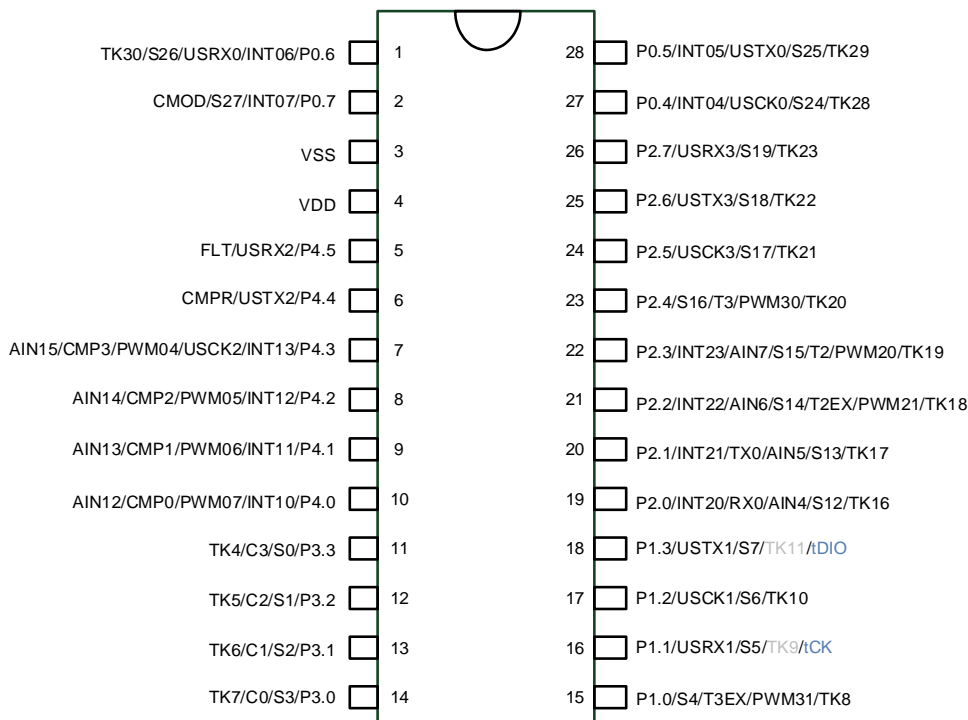 TK30/S26/USRX0/INT06/P0.6 1 28 P0.5/INT05/USTX0/S25/TK29
CMOD/S27/INT07/P0.7 2 27 P0.4/INT04/USCK0/S24/TK28
VSS 3 26 P2.7/USRX3/S19/TK23
VDD 4 25 P2.6/USTX3/S18/TK22
FLT/USRX2/P4.5 5 24 P2.5/USCK3/S17/TK21
CMPR/USTX2/P4.4 6 23 P2.4/S16/T3/PWM30/TK20
AIN15/CMP3/PWM04/USCK2/INT13/P4.3 7 22 P2.3/INT23/AIN7/S15/T2/PWM20/TK19
AIN14/CMP2/PWM05/INT12/P4.2 8 21 P2.2/INT22/AIN6/S14/T2EX/PWM21/TK18
AIN13/CMP1/PWM06/INT11/P4.1 9 20 P2.1/INT21/TX0/AIN5/S13/TK17
AIN12/CMP0/PWM07/INT10/P4.0 10 19 P2.0/INT20/RX0/AIN4/S12/TK16
TK4/C3/S0/P3.3 11 18 P1.3/USTX1/S7/TK11/tDIO
TK5/C2/S1/P3.2 12 17 P1.2/USCK1/S6/TK10
TK6/C1/S2/P3.1 13 16 P1.1/USRX1/S5/TK9/tCK
TK7/C0/S3/P3.0 14 15 P1.0/S4/T3EX/PWM31/TK8